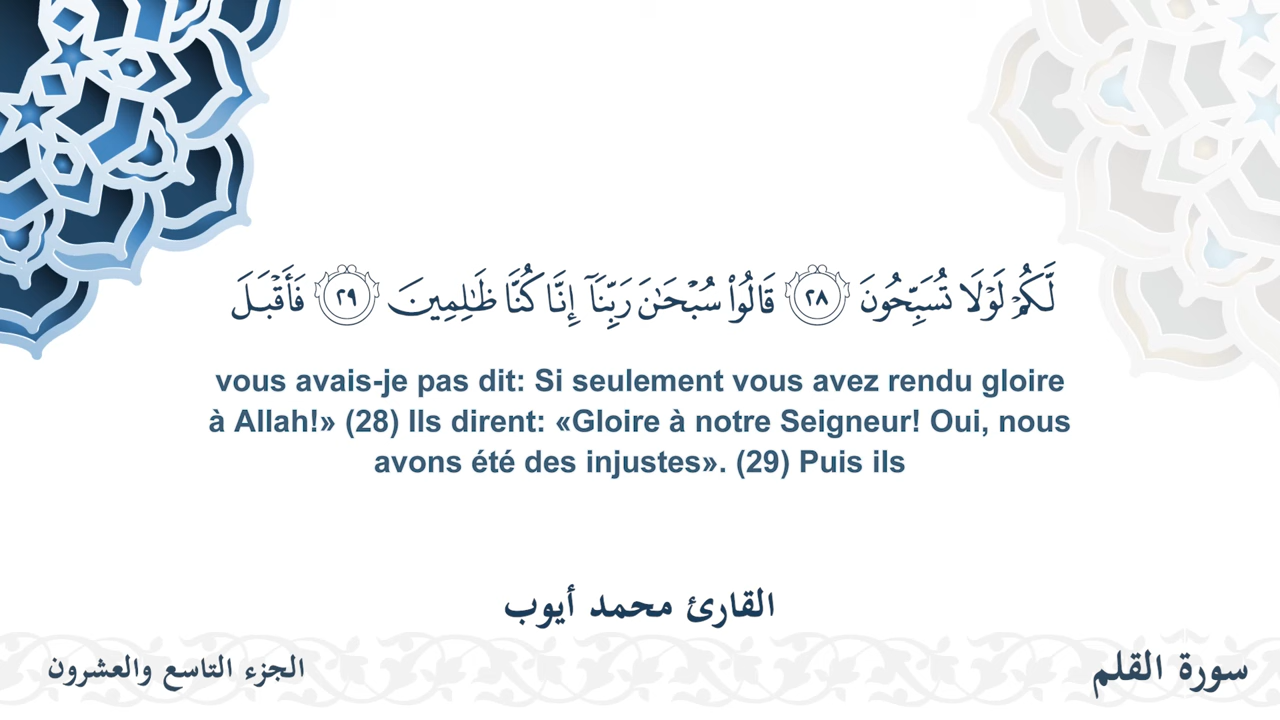 لَّكُمْ لَوْلَا تُسَبِّحُونَ ٢٨ قَالُوا۟ سُبْحَـٰنَ رَبِّنَآ إِنَّا كُنَّا ظَـٰلِمِينَ ٢٩ فَأَقْبَلَ
vous avais-je pas dit: Si seulement vous avez rendu gloire
à Allah!» (28) Ils dirent: «Gloire à notre Seigneur! Oui, nous
avons été des injustes». (29) Puis ils
القارئ محمد أيوب
سورة القلم
الجزء التاسع والعشرون